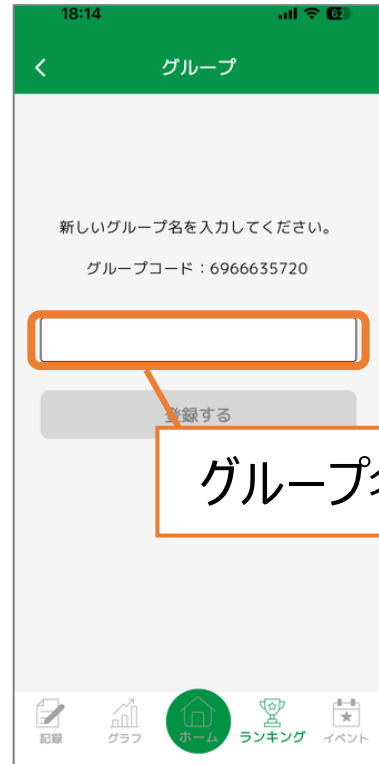 18:14
62
グループ
新しいグループ名を入力してください。
グループコード：6966635720
登録する
グループ名
記録
グラフ
ホーム
ランキング
イベント